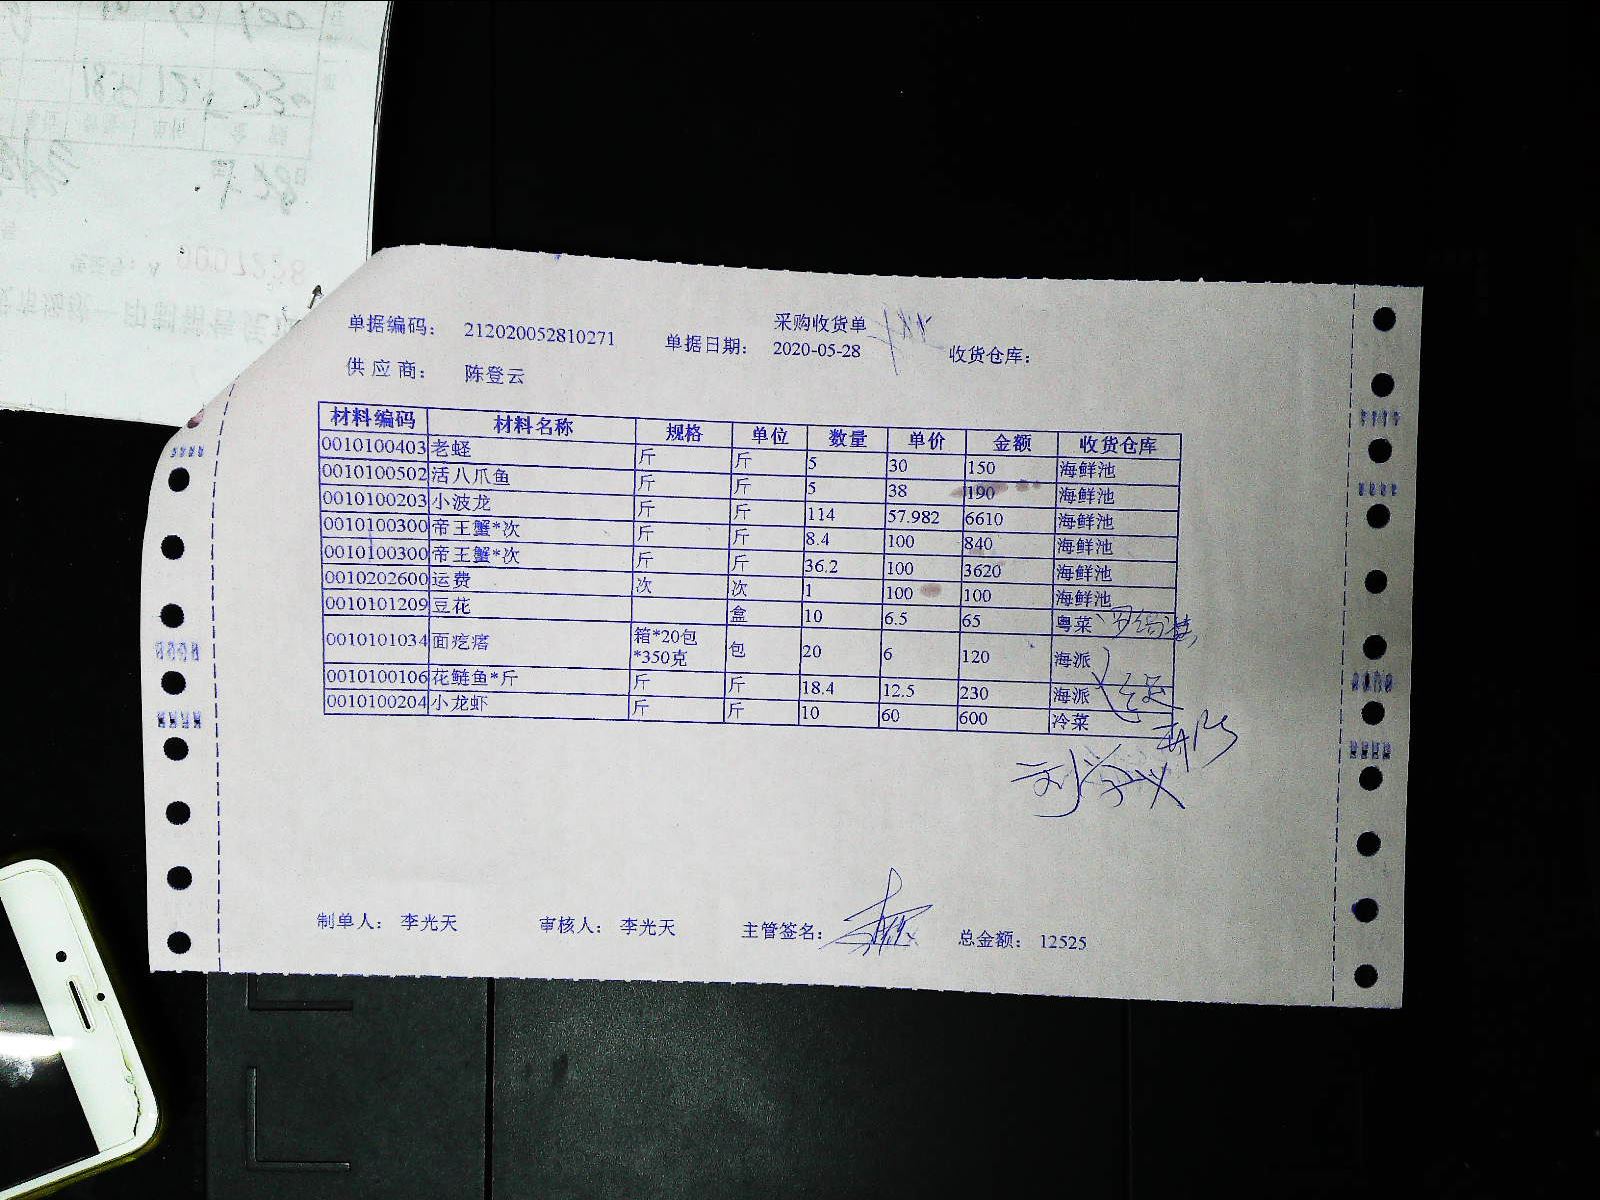 采购收货单
单据编码： 212020052810271 单据日期： 2020-05-28 收货仓库：
供应商： 陈登云
材料编码 材料名称 规格 单位 数量 单价 金额 收货仓库
0010100403 老蛏 斤 斤 5 30 150 海鲜池
0010100502 活八爪鱼 斤 斤 5 38 190 海鲜池
0010100203 小波龙 斤 斤 114 57.982 6610 海鲜池
0010100300 帝王蟹*次 斤 斤 8.4 100 840 海鲜池
0010100300 帝王蟹*次 斤 斤 36.2 100 3620 海鲜池
0010202600 运费 次 次 1 100 100 海鲜池
0010101209 豆花 盒 10 6.5 65 粤菜
0010101034 面疙瘩 箱*20包*350克 包 20 6 120 海派
0010100106 花鲢鱼*斤 斤 斤 18.4 12.5 230 海派
0010100204 小龙虾 斤 斤 10 60 600 冷菜
制单人： 李光天 审核人： 李光天 主管签名： 总金额： 12525